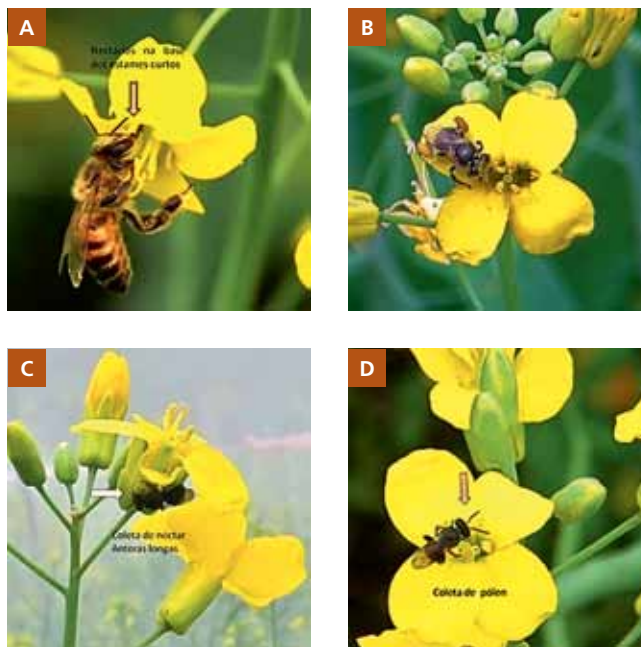 A
Nectários na base
dos estames curtos
B
C
Coleta de néctar
Anteras longas
D
Coleta de pólen